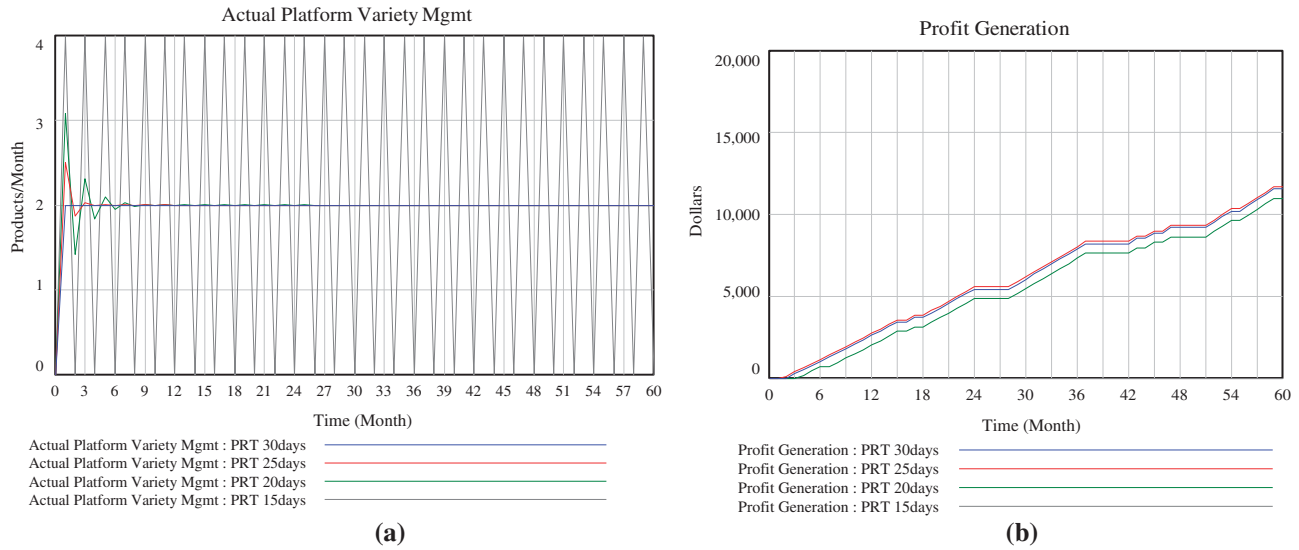 Actual Platform Variety Mgmt
4
3
2
1
0
Products/Month
0 3 6 9 12 15 18 21 24 27 30 33 36 39 42 45 48 51 54 57 60
Time (Month)
Actual Platform Variety Mgmt : PRT 30days
Actual Platform Variety Mgmt : PRT 25days
Actual Platform Variety Mgmt : PRT 20days
Actual Platform Variety Mgmt : PRT 15days
(a)
Profit Generation
20,000
15,000
10,000
5,000
0
Dollars
0 6 12 18 24 30 36 42 48 54 60
Time (Month)
Profit Generation : PRT 30days
Profit Generation : PRT 25days
Profit Generation : PRT 20days
Profit Generation : PRT 15days
(b)